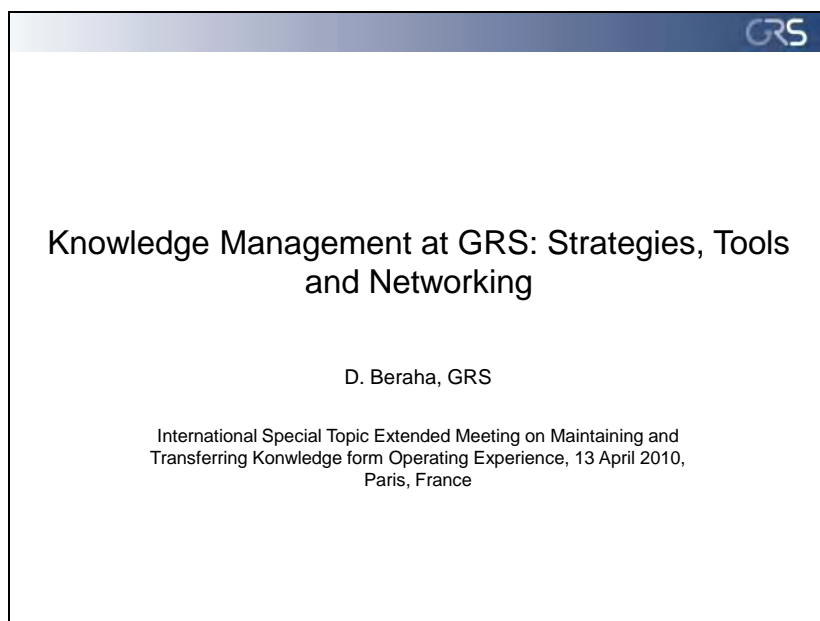 GRS
Knowledge Management at GRS: Strategies, Tools
and Networking
D. Beraha, GRS
International Special Topic Extended Meeting on Maintaining and
Transferring Konwledge form Operating Experience, 13 April 2010,
Paris, France